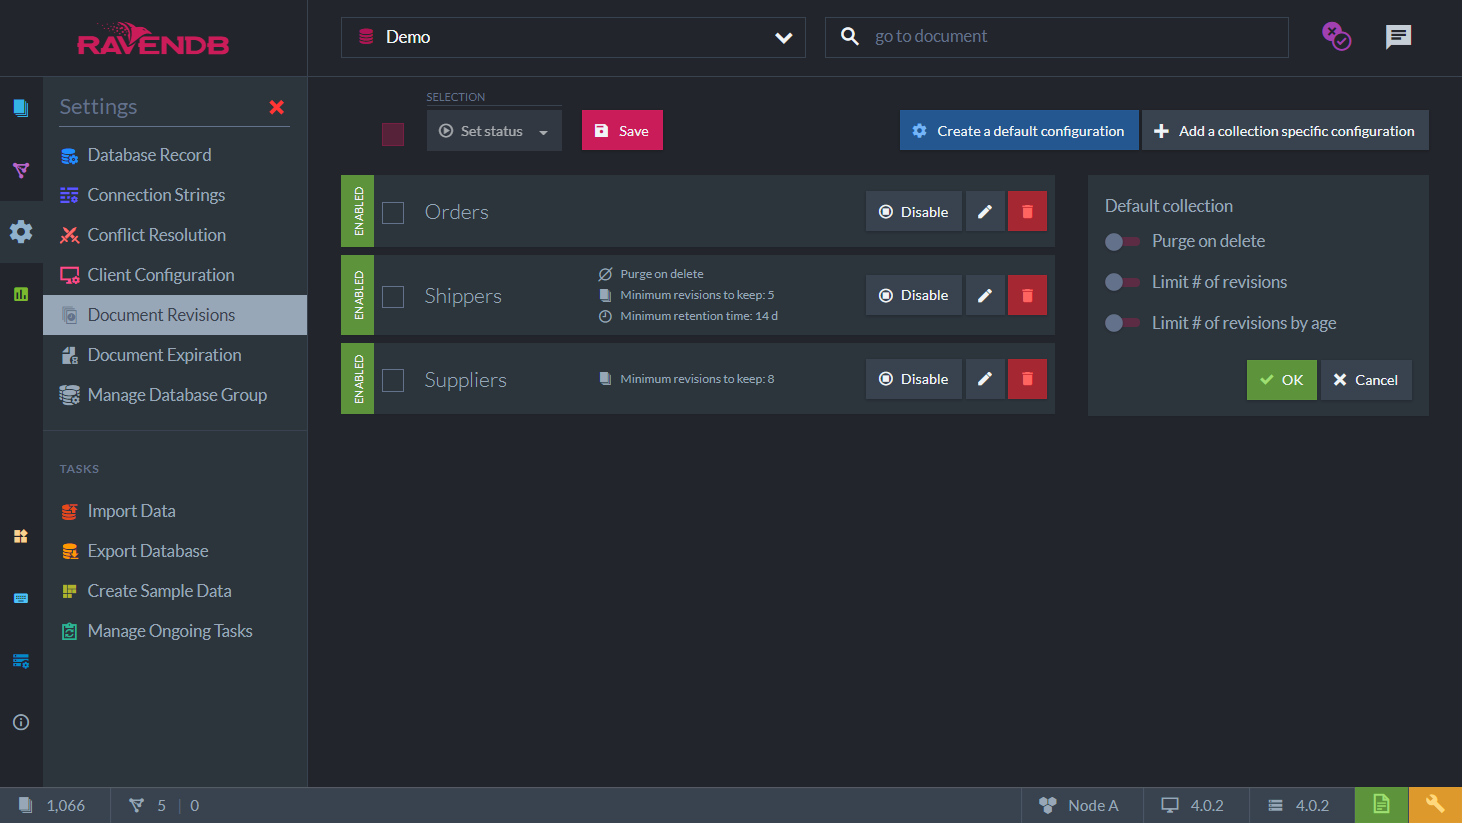 RAVENDB
Demo
go to document
Settings
Database Record
Connection Strings
Conflict Resolution
Client Configuration
Document Revisions
Document Expiration
Manage Database Group
TASKS
Import Data
Export Database
Create Sample Data
Manage Ongoing Tasks
SELECTION
Set status
Save
Create a default configuration
Add a collection specific configuration
ENABLED
Orders
Disable
ENABLED
Shippers
Purge on delete
Minimum revisions to keep: 5
Minimum retention time: 14 d
Disable
ENABLED
Suppliers
Minimum revisions to keep: 8
Disable
Default collection
Purge on delete
Limit # of revisions
Limit # of revisions by age
OK
Cancel
1,066
5 | 0
Node A
4.0.2
4.0.2